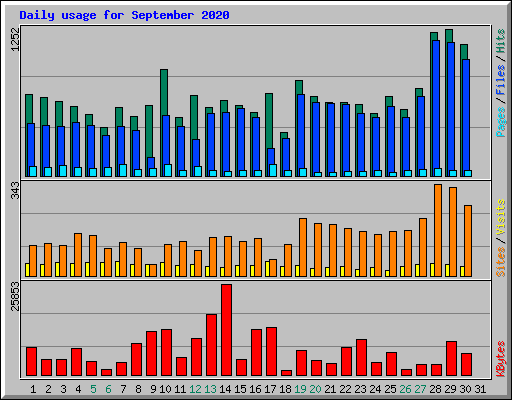 Daily usage for September 2020
1252
Pages / Files / Hits
343
Sites / Visits
25853
KBytes
1 2 3 4 5 6 7 8 9 10 11 12 13 14 15 16 17 18 19 20 21 22 23 24 25 26 27 28 29 30 31